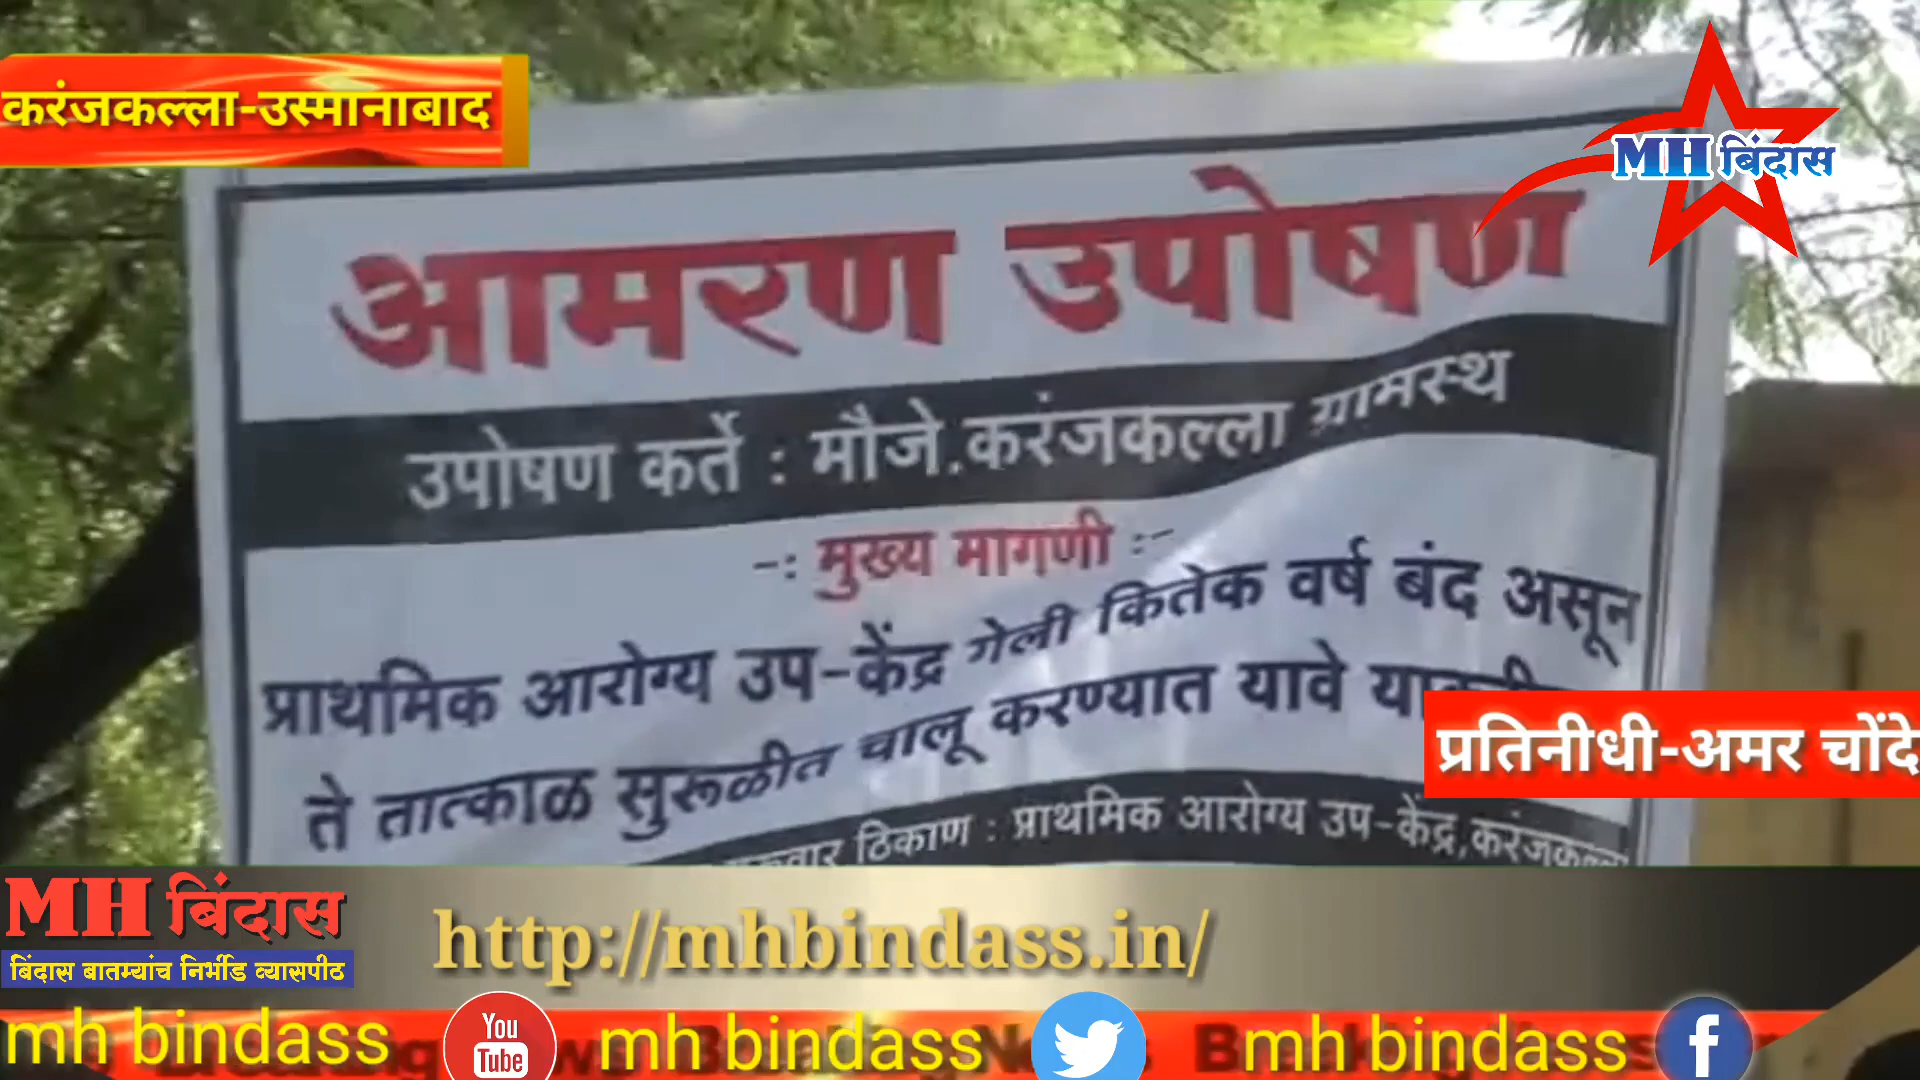 करंजकल्ला-उस्मानाबाद
MH बिंदास
आमरण उपोषण
उपोषण कर्ते : मौजे.करंजकल्ला ग्रामस्थ
-: मुख्य मागणी :-
प्राथमिक आरोग्य उप-केंद्र गेली कितेक वर्ष बंद असून
ते तात्काळ सुरूळीत चालू करण्यात यावे
प्रतिनीधी-अमर चोंदे
ठिकाण : प्राथमिक आरोग्य उप-केंद्र,करंजकल्ला
MH बिंदास
बिंदास बातम्यांच निर्भीड व्यासपीठ
http://mhbindass.in/
mh bindass You Tube mh bindass mh bindass f